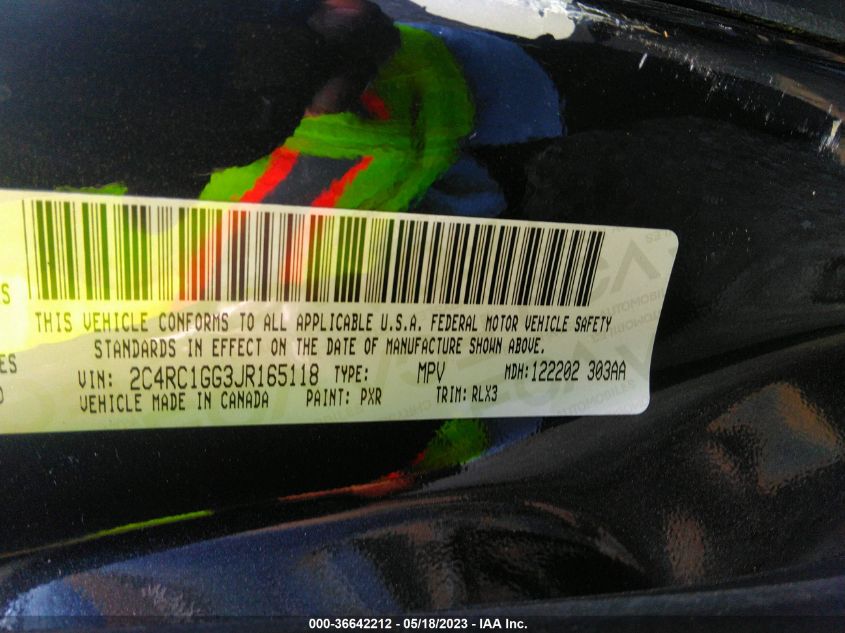 S
THIS VEHICLE CONFORMS TO ALL APPLICABLE U.S.A. FEDERAL MOTOR VEHICLE SAFETY
STANDARDS IN EFFECT ON THE DATE OF MANUFACTURE SHOWN ABOVE.
ES
VIN: 2C4RC1GG3JR165118 TYPE: MPV MDH: 122202 303AA
VEHICLE MADE IN CANADA PAINT: PXR TRIM: RLX3
000-36642212 - 05/18/2023 - IAA Inc.